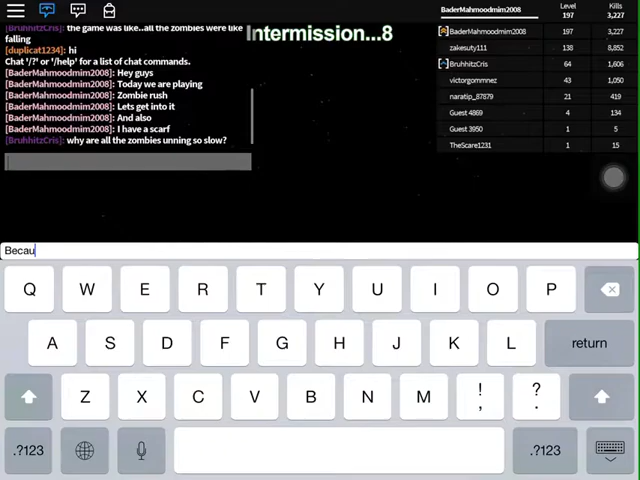 BruhhitzCris]: the game was like..all the zombies were like
falling
[duplicat1234]: hi
Chat '/?' or '/help' for a list of chat commands.
[BaderMahmoodmim2008]: Hey guys
[BaderMahmoodmim2008]: Today we are playing
[BaderMahmoodmim2008]: Zombie rush
[BaderMahmoodmim2008]: Lets get into it
[BaderMahmoodmim2008]: And also
[BaderMahmoodmim2008]: I have a scarf
[BruhhitzCris]: why are all the zombies unning so slow?
Intermission...8
BaderMahmoodmim2008 Level Kills
197 3,227
BaderMahmoodmim2008 197 3,227
zakesuty111 138 8,852
BruhhitzCris 64 1,606
victorgommnez 43 1,050
naratip_87879 21 419
Guest 4869 4 134
Guest 3950 1 5
TheScare1231 1 15
Becau
Q W E R T Y U I O P
A S D F G H J K L return
Z X C V B N M ! , ? .
.?123 .?123